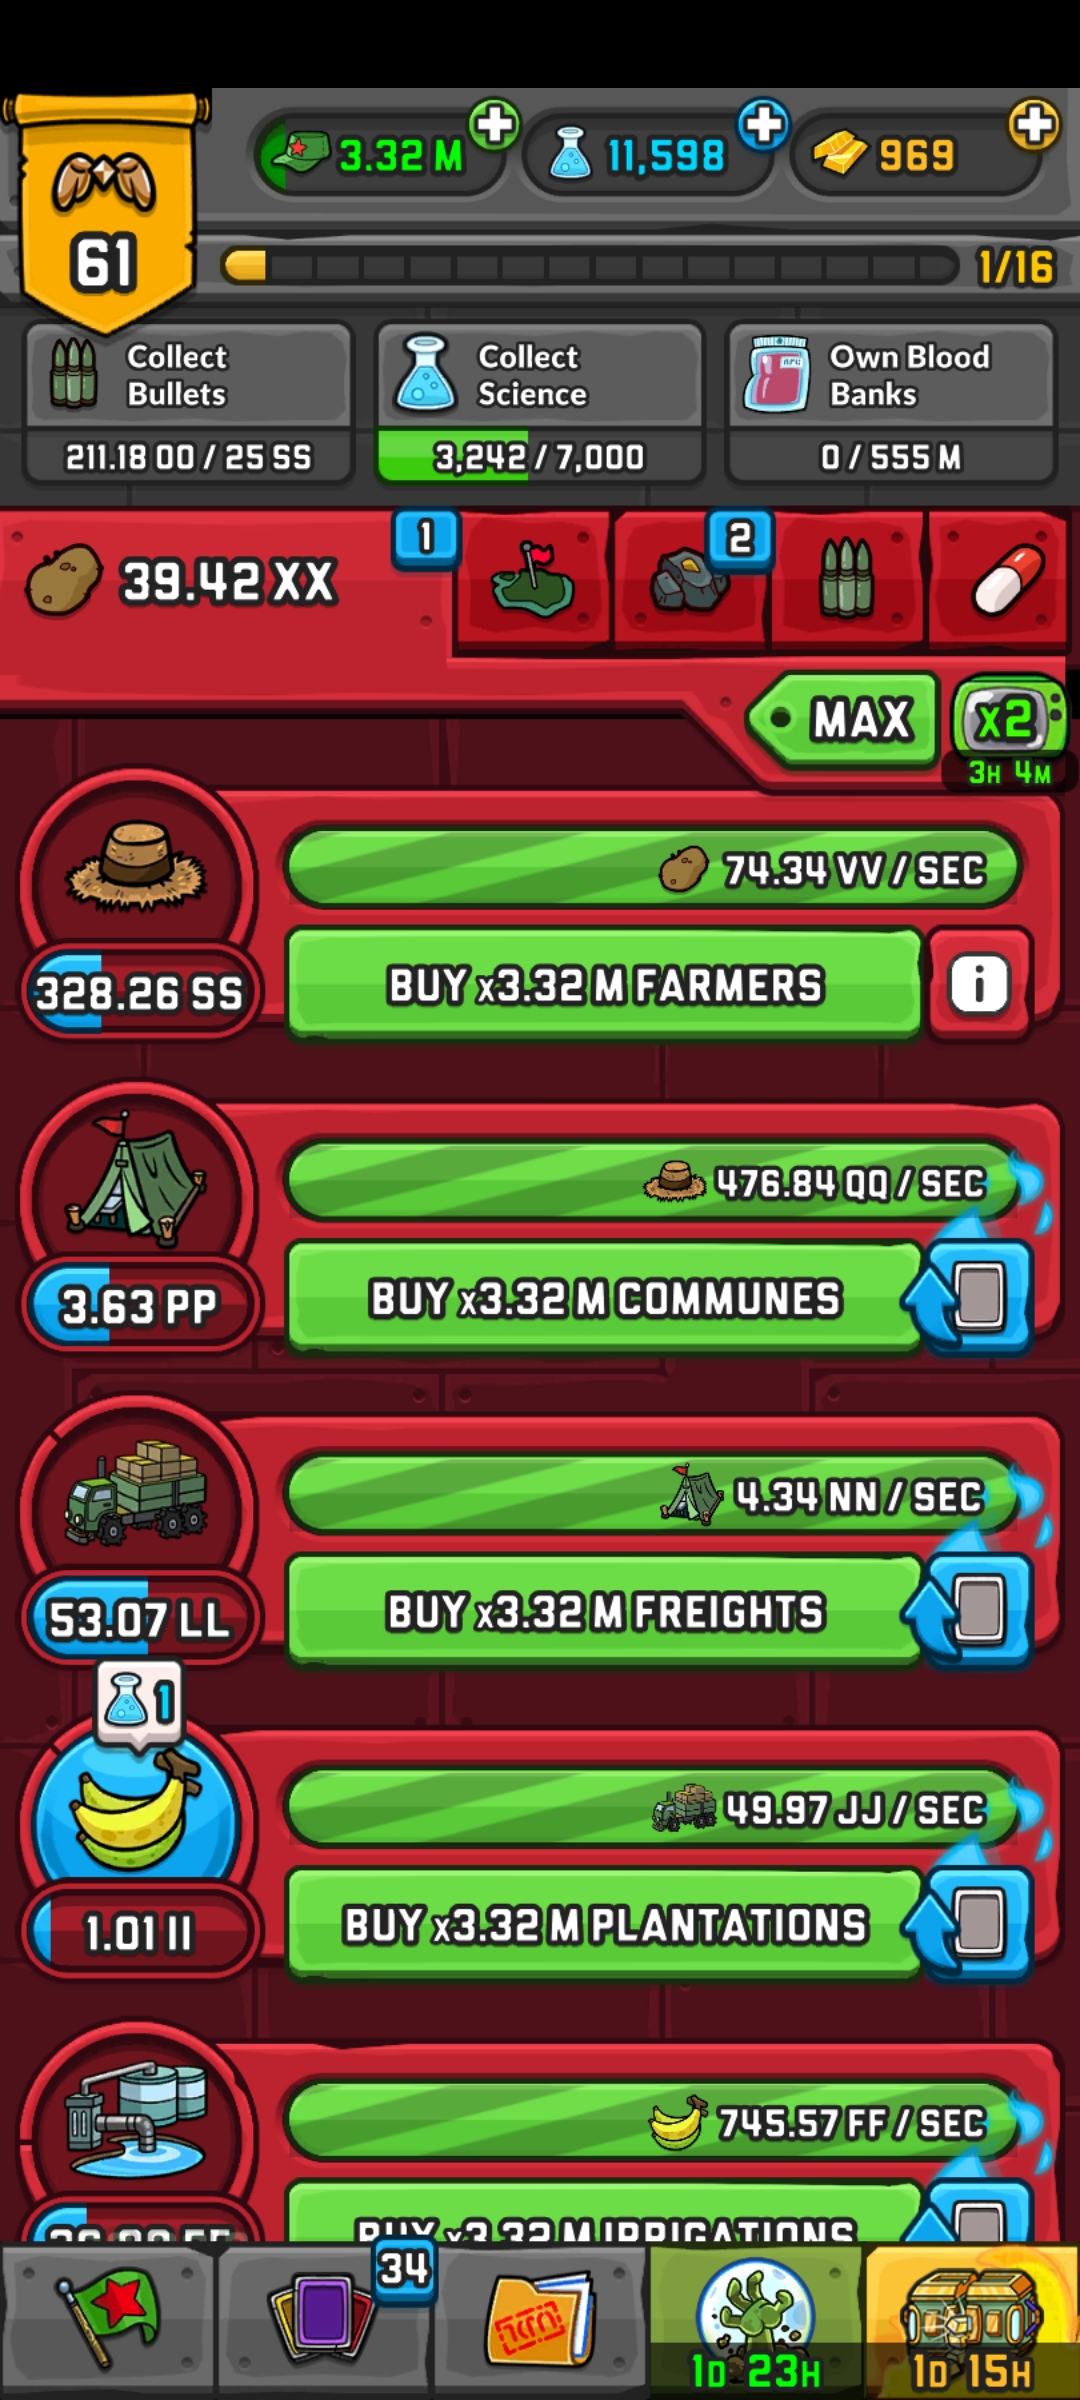 3.32 M
11,598
969
61
1/16
Collect
Bullets
211.18 OO / 25 SS
Collect
Science
3,242 / 7,000
Own Blood
Banks
0 / 555 M
39.42 XX
1
2
MAX
x2
3H 4M
74.34 VV / SEC
328.26 SS
BUY x3.32 M FARMERS
i
476.84 QQ / SEC
3.63 PP
BUY x3.32 M COMMUNES
4.34 NN / SEC
53.07 LL
BUY x3.32 M FREIGHTS
1
49.97 JJ / SEC
1.01 II
BUY x3.32 M PLANTATIONS
745.57 FF / SEC
BUY x3.32 M IRRIGATIONS
34
1D 23H
1D 15H